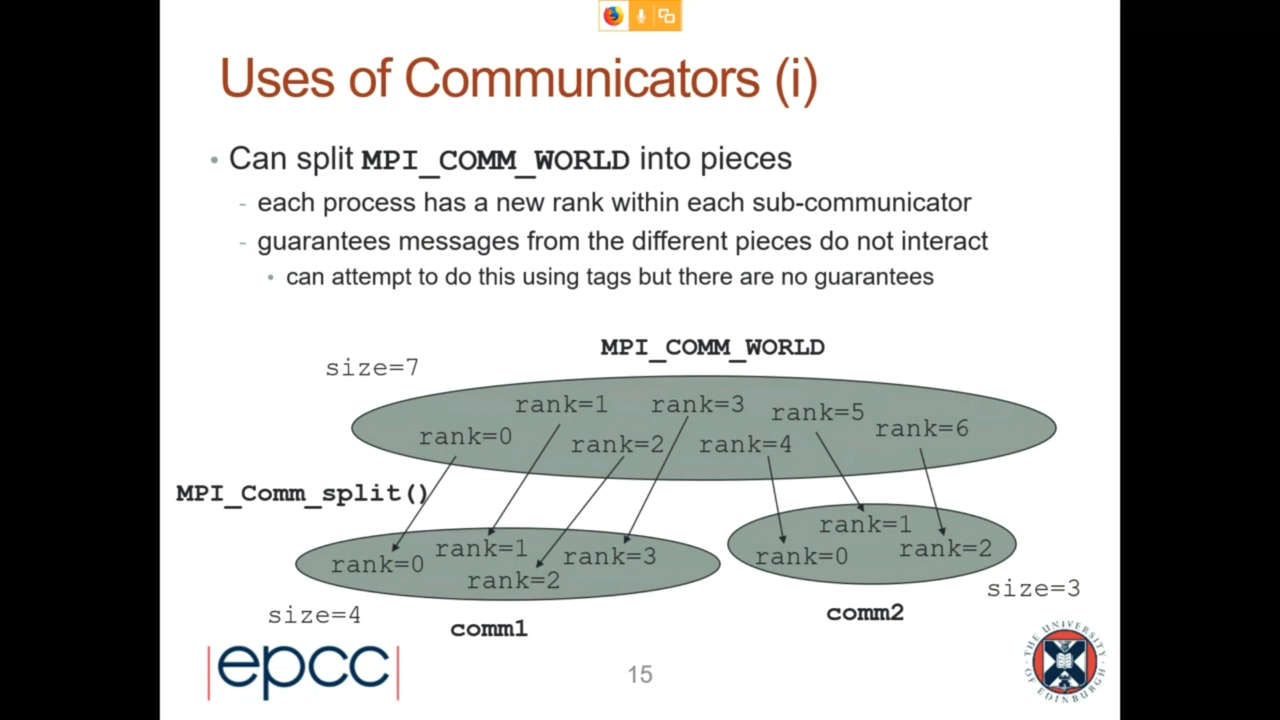 Uses of Communicators (i)
• Can split MPI_COMM_WORLD into pieces
- each process has a new rank within each sub-communicator
- guarantees messages from the different pieces do not interact
• can attempt to do this using tags but there are no guarantees
MPI_COMM_WORLD
size=7
rank=0
rank=1
rank=2
rank=3
rank=4
rank=5
rank=6
MPI_Comm_split()
rank=0
rank=1
rank=2
rank=3
rank=0
rank=1
rank=2
size=4
comm1
comm2
size=3
epcc
15
THE UNIVERSITY
OF EDINBURGH